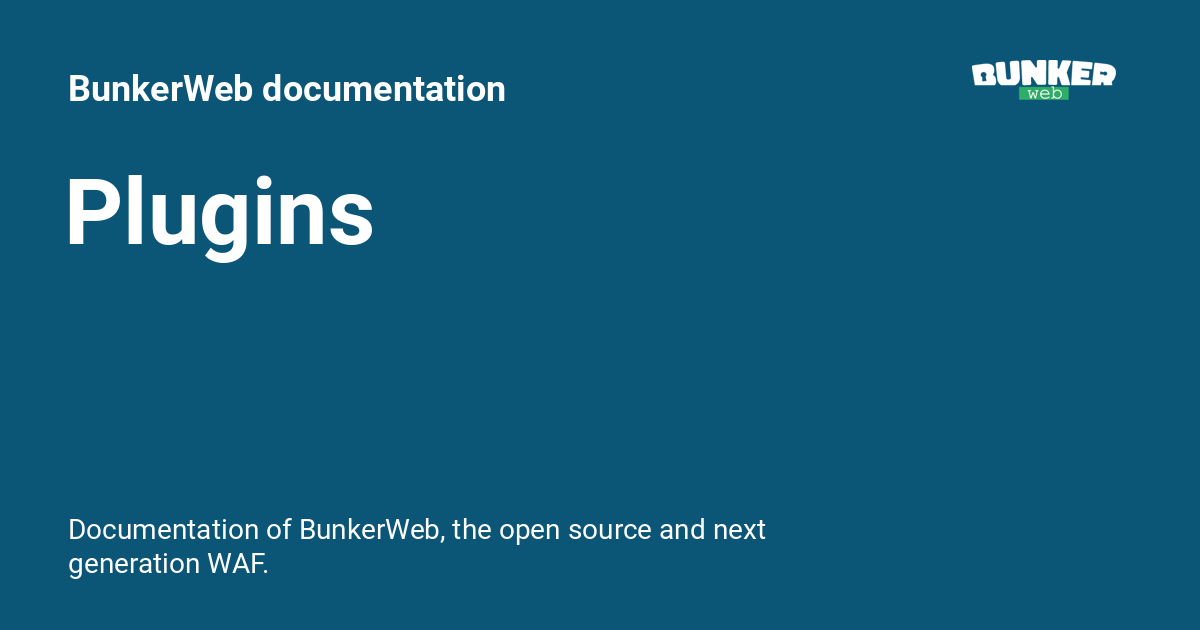 BunkerWeb documentation
BUNKER
web
Plugins
Documentation of BunkerWeb, the open source and next
generation WAF.